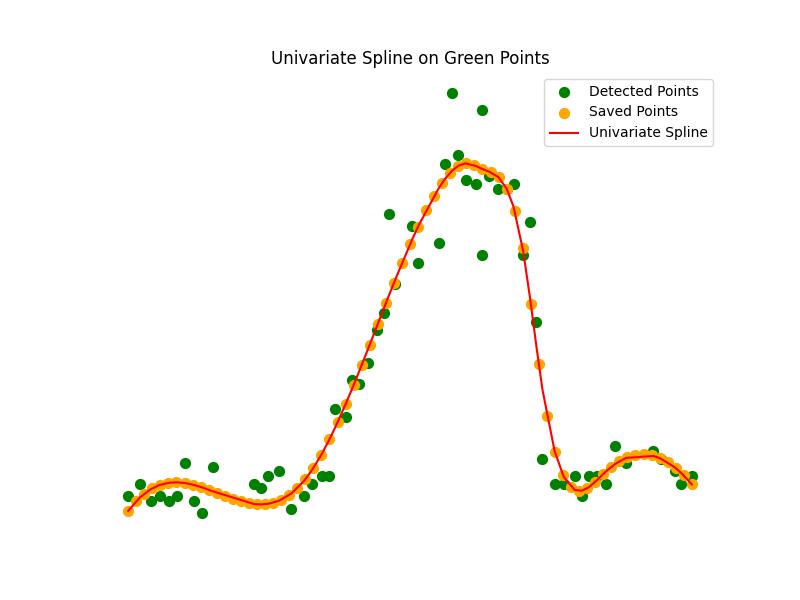 Univariate Spline on Green Points
Detected Points
Saved Points
Univariate Spline